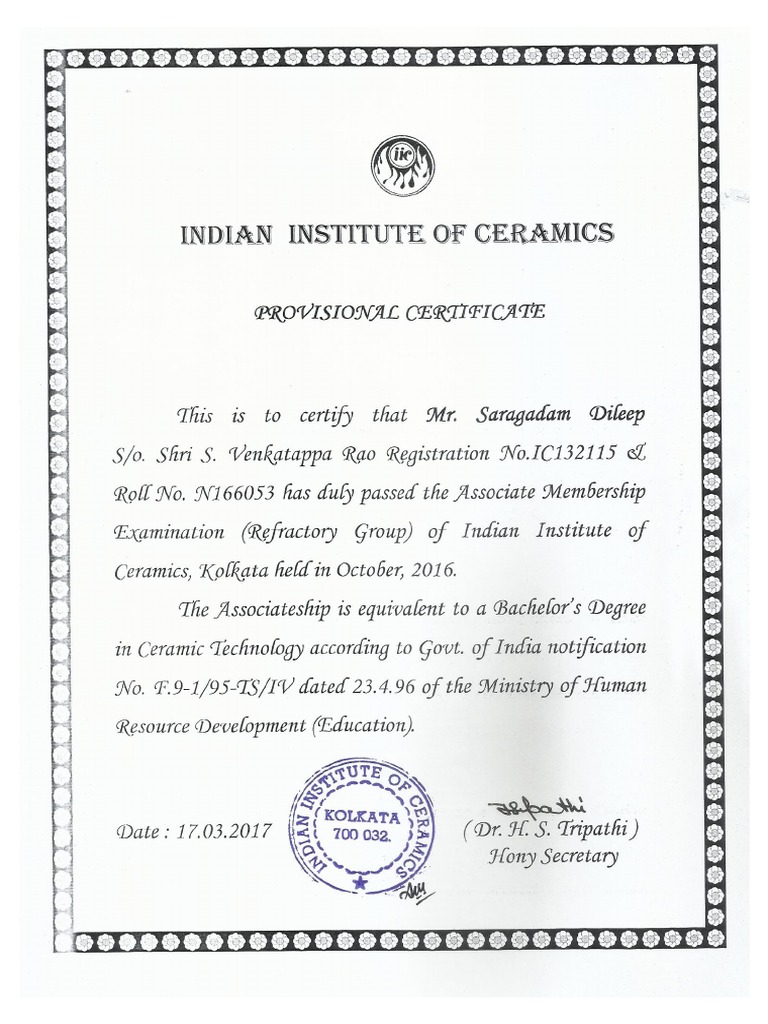 iic
INDIAN INSTITUTE OF CERAMICS
PROVISIONAL CERTIFICATE
This is to certify that Mr. Saragadam Dileep
S/o. Shri S. Venkatappa Rao Registration No.IC132115 &
Roll No. N166053 has duly passed the Associate Membership
Examination (Refractory Group) of Indian Institute of
Ceramics, Kolkata held in October, 2016.
The Associateship is equivalent to a Bachelor's Degree
in Ceramic Technology according to Govt. of India notification
No. F.9-1/95-TS/IV dated 23.4.96 of the Ministry of Human
Resource Development (Education).
INDIAN INSTITUTE OF CERAMICS
KOLKATA
700 032.
Date : 17.03.2017
( Dr. H. S. Tripathi )
Hony Secretary